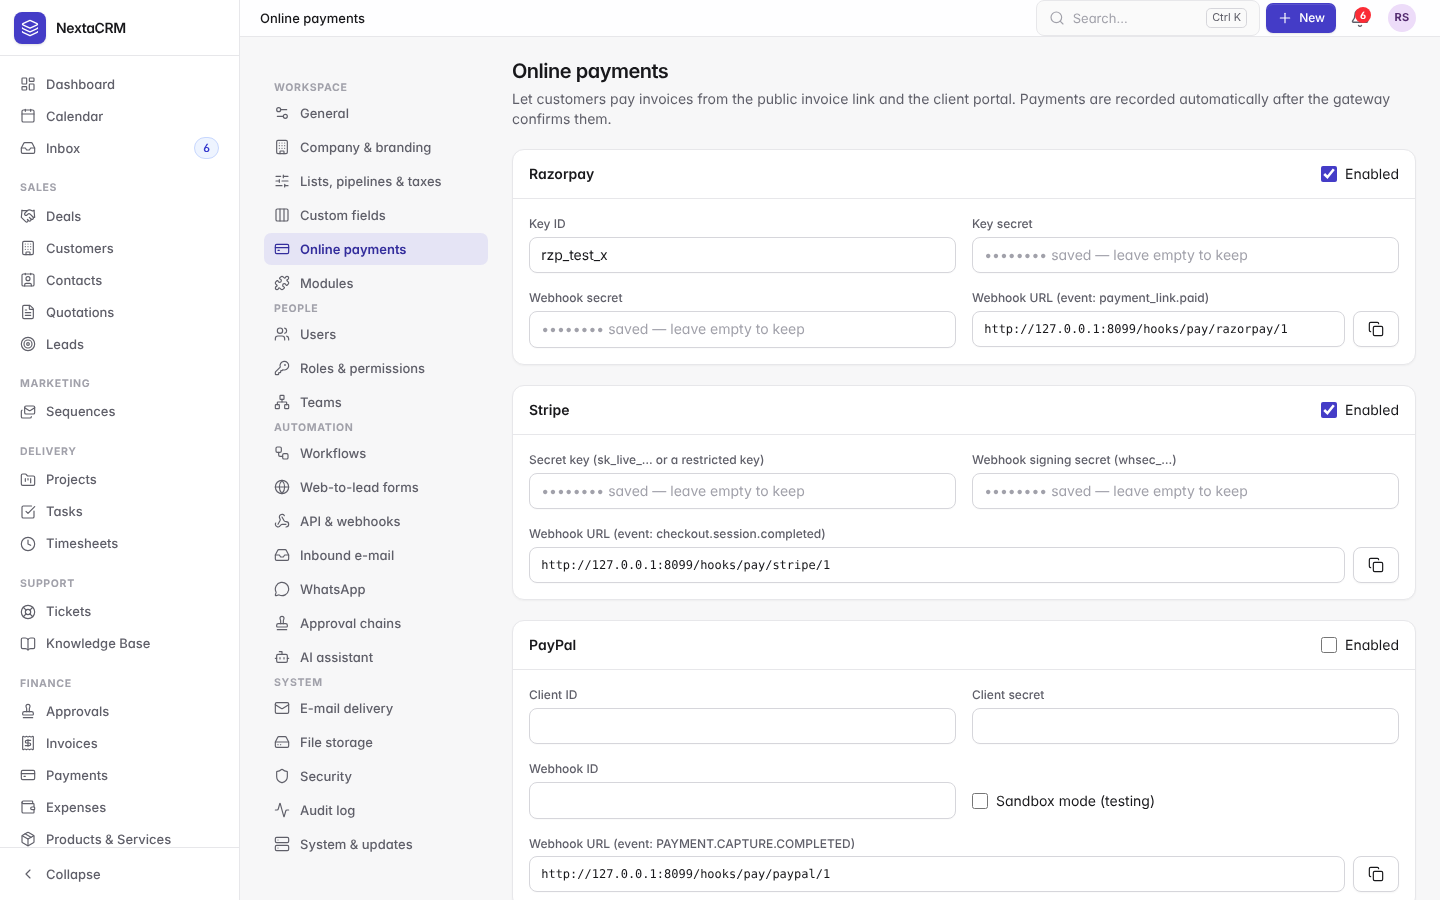 NextaCRM
Dashboard
Calendar
Inbox
6
SALES
Deals
Customers
Contacts
Quotations
Leads
MARKETING
Sequences
DELIVERY
Projects
Tasks
Timesheets
SUPPORT
Tickets
Knowledge Base
FINANCE
Approvals
Invoices
Payments
Expenses
Products & Services
Collapse
Online payments
Search...
Ctrl K
New
6
RS
WORKSPACE
General
Company & branding
Lists, pipelines & taxes
Custom fields
Online payments
Modules
PEOPLE
Users
Roles & permissions
Teams
AUTOMATION
Workflows
Web-to-lead forms
API & webhooks
Inbound e-mail
WhatsApp
Approval chains
AI assistant
SYSTEM
E-mail delivery
File storage
Security
Audit log
System & updates
Online payments
Let customers pay invoices from the public invoice link and the client portal. Payments are recorded automatically after the gateway
confirms them.
Razorpay
Enabled
Key ID
rzp_test_x
Key secret
•••••••• saved — leave empty to keep
Webhook secret
•••••••• saved — leave empty to keep
Webhook URL (event: payment_link.paid)
http://127.0.0.1:8099/hooks/pay/razorpay/1
Stripe
Enabled
Secret key (sk_live_... or a restricted key)
•••••••• saved — leave empty to keep
Webhook signing secret (whsec_...)
•••••••• saved — leave empty to keep
Webhook URL (event: checkout.session.completed)
http://127.0.0.1:8099/hooks/pay/stripe/1
PayPal
Enabled
Client ID
Client secret
Webhook ID
Sandbox mode (testing)
Webhook URL (event: PAYMENT.CAPTURE.COMPLETED)
http://127.0.0.1:8099/hooks/pay/paypal/1